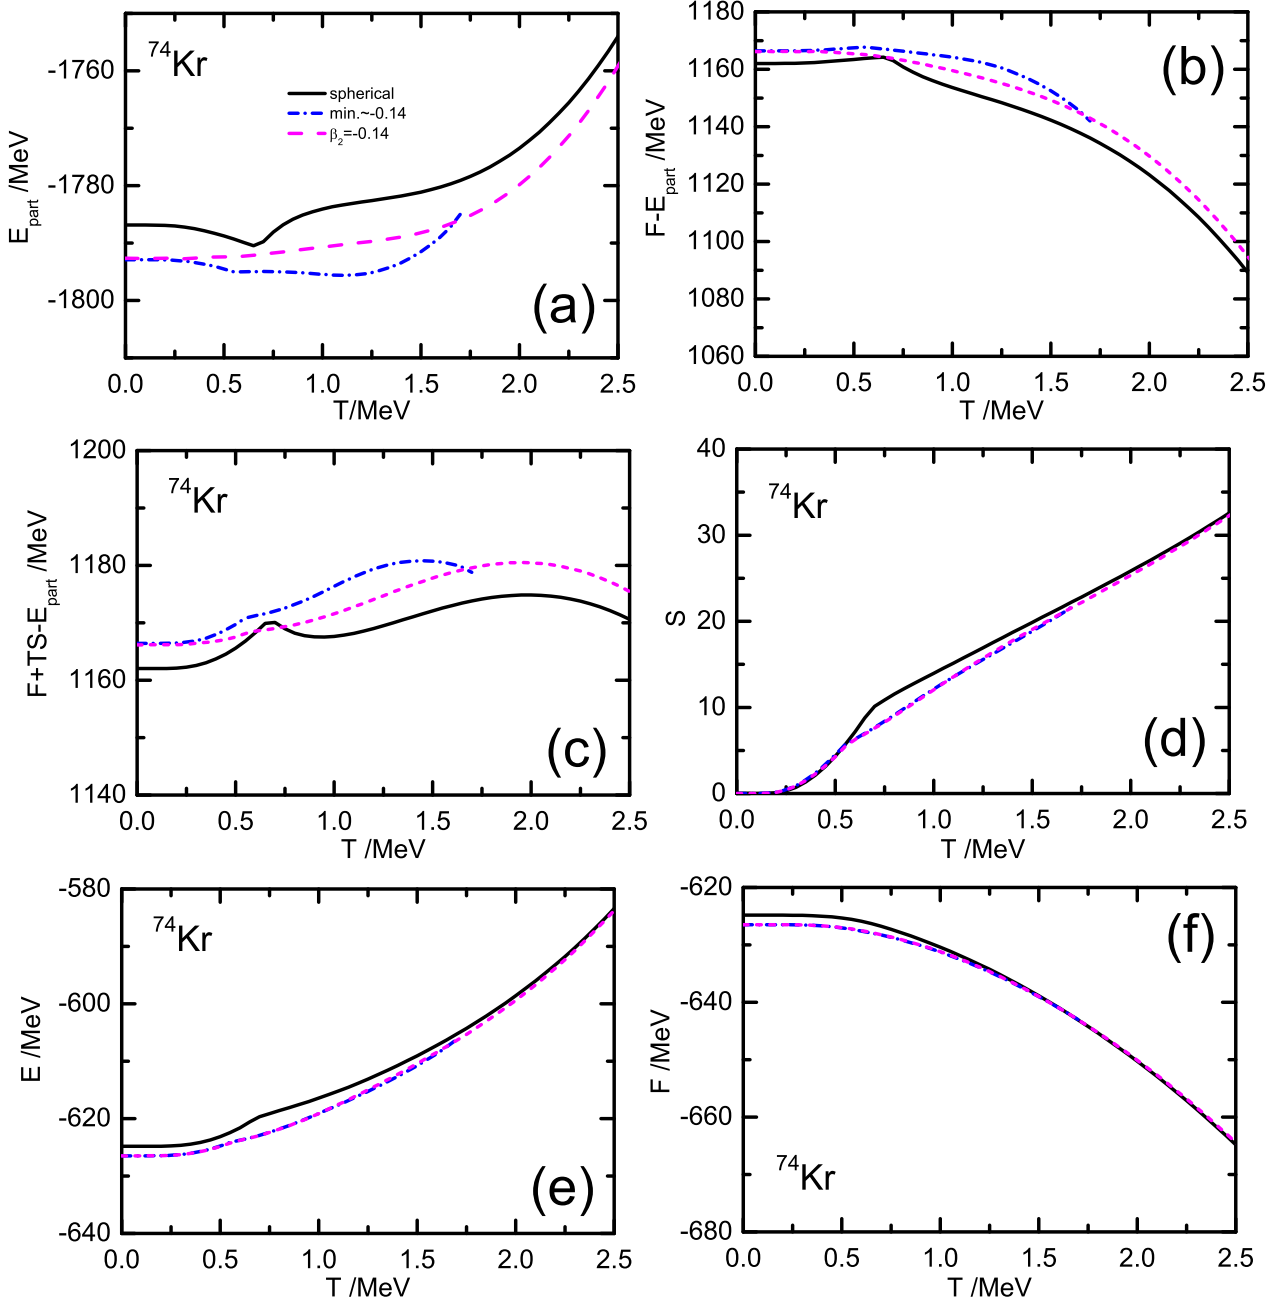 -1760
-1780
-1800
E_part /MeV
⁷⁴Kr
spherical
min.~-0.14
β₂=-0.14
(a)
0.0 0.5 1.0 1.5 2.0 2.5
T/MeV
1180
1160
1140
1120
1100
1080
1060
F-E_part /MeV
(b)
0.0 0.5 1.0 1.5 2.0 2.5
T /MeV
1200
1180
1160
1140
F+TS-E_part /MeV
⁷⁴Kr
(c)
0.0 0.5 1.0 1.5 2.0 2.5
T /MeV
40
30
20
10
0
S
⁷⁴Kr
(d)
0.0 0.5 1.0 1.5 2.0 2.5
T /MeV
-580
-600
-620
-640
E /MeV
⁷⁴Kr
(e)
0.0 0.5 1.0 1.5 2.0 2.5
T /MeV
-620
-640
-660
-680
F /MeV
(f)
⁷⁴Kr
0.0 0.5 1.0 1.5 2.0 2.5
T /MeV